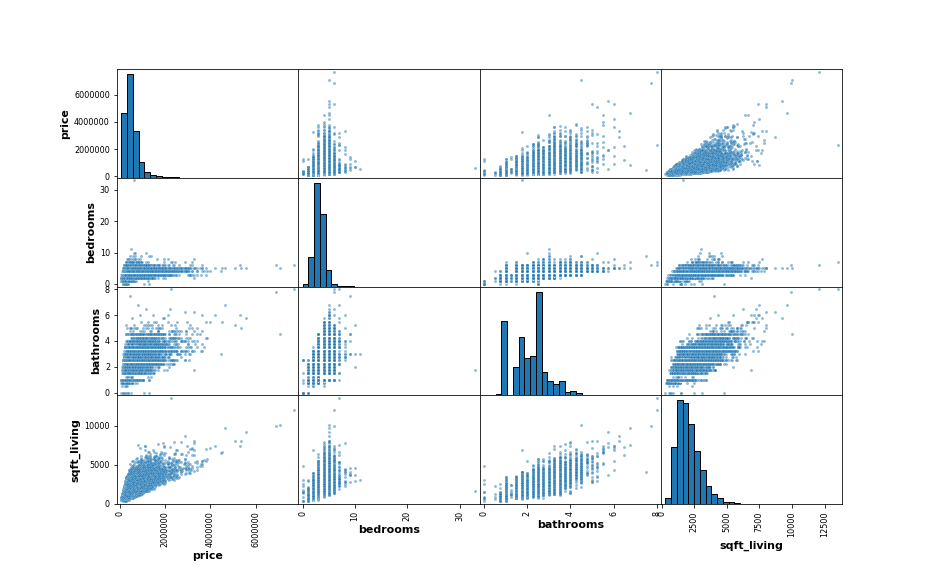 6000000
4000000
2000000
0
price
30
20
10
0
bedrooms
8
6
4
2
0
bathrooms
10000
5000
0
sqft_living
0 2000000 4000000 6000000
price
0 10 20 30
bedrooms
0 2 4 6 8
bathrooms
0 2500 5000 7500 10000 12500
sqft_living